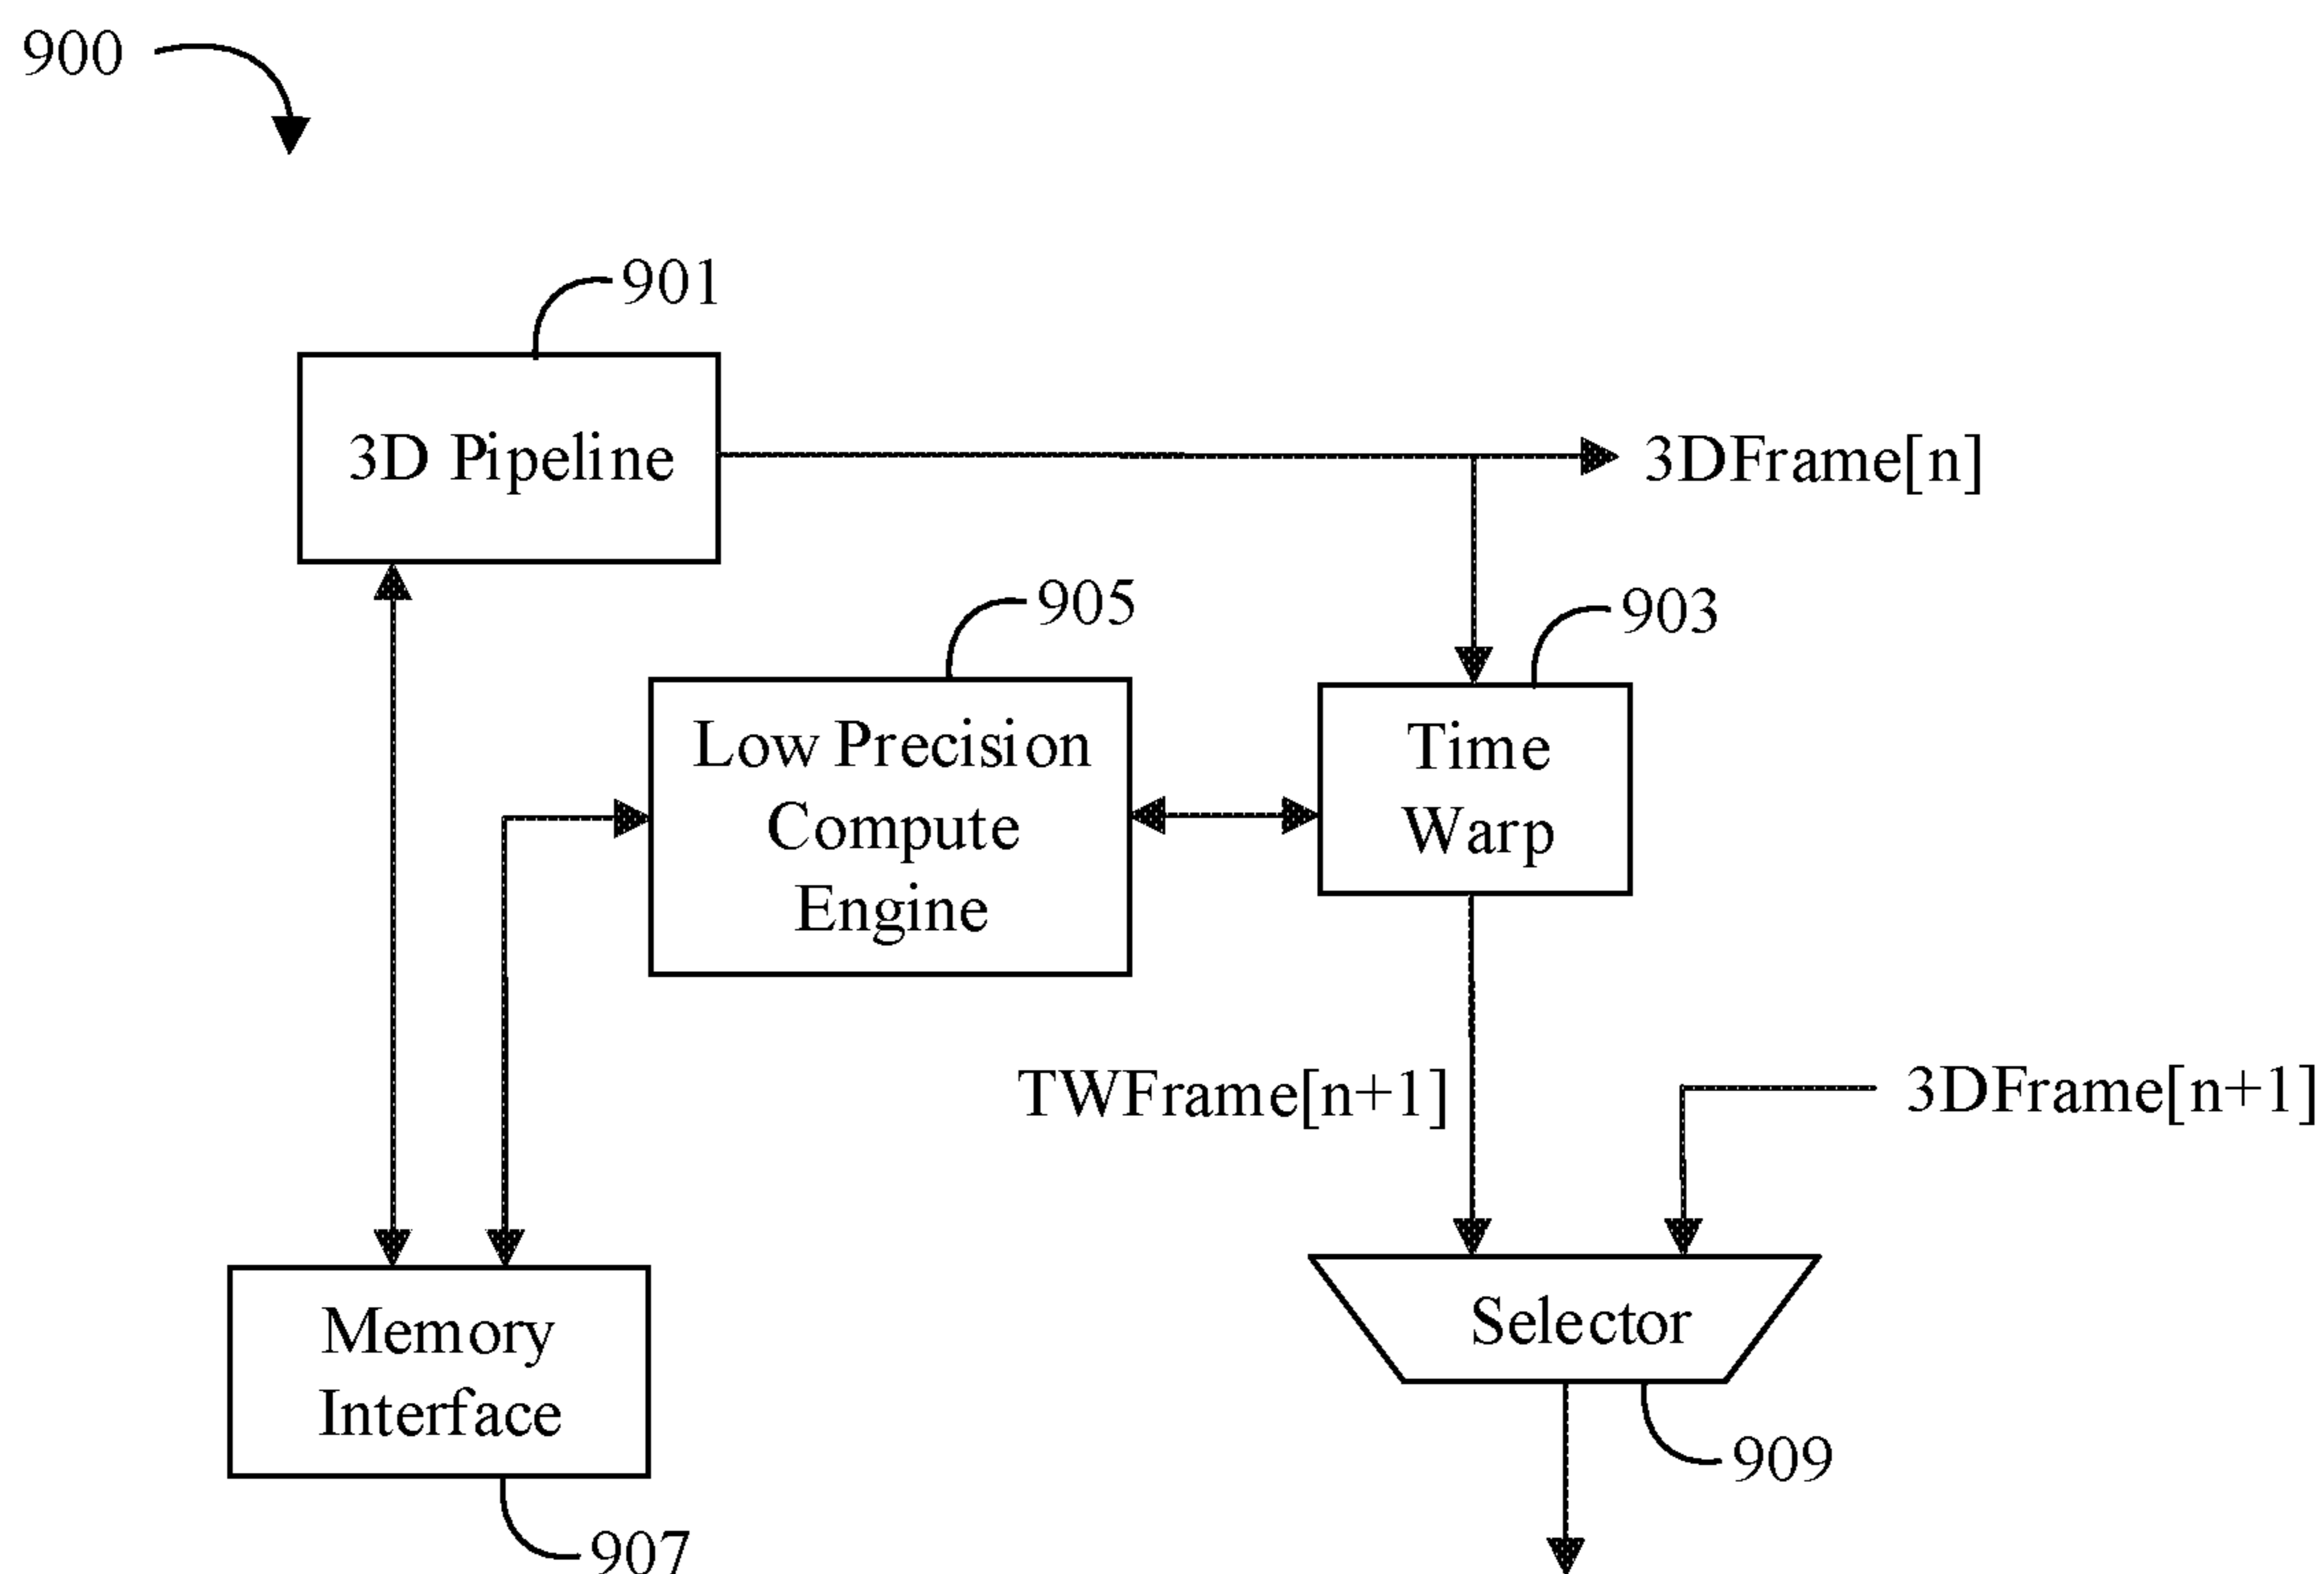 900
901
3D Pipeline
3DFrame[n]
905
903
Low Precision
Compute
Engine
Time
Warp
TWFrame[n+1]
3DFrame[n+1]
Memory
Interface
Selector
909
907